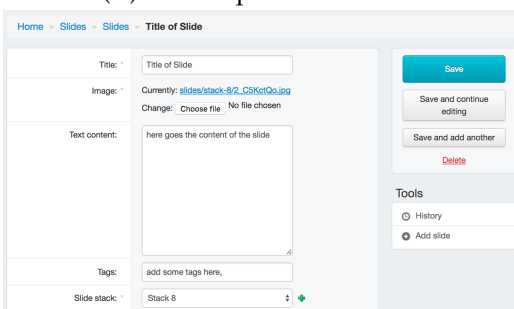 Home » Slides » Slides » Title of Slide
Title: * Title of Slide
Image: * Currently: slides/stack-8/2_C5KctQo.jpg
Change: Choose file No file chosen
Text content: here goes the content of the slide
Tags: add some tags here,
Slide stack: * Stack 8
Save
Save and continue
editing
Save and add another
Delete
Tools
History
Add slide